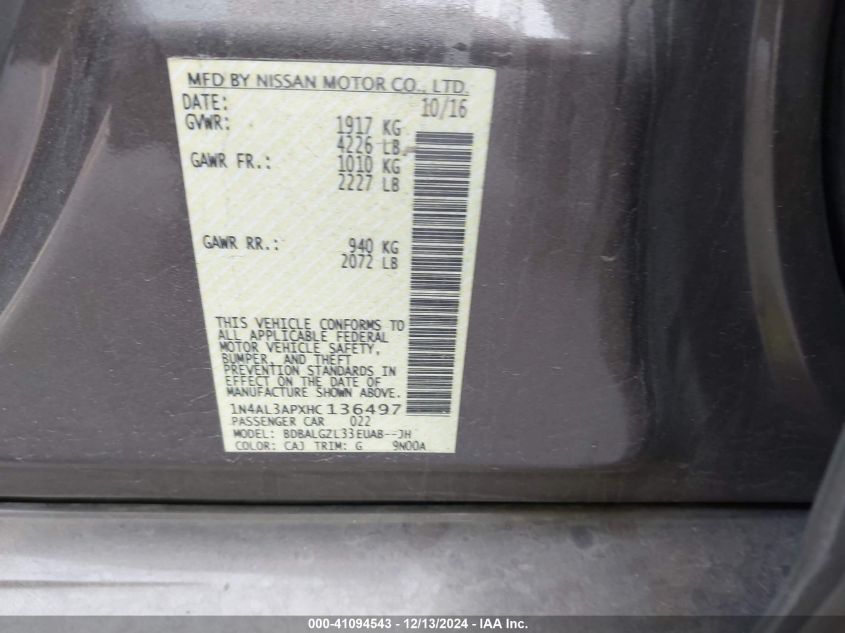 MFD BY NISSAN MOTOR CO., LTD.
DATE: 10/16
GVWR: 1917 KG
4226 LB
GAWR FR.: 1010 KG
2227 LB
GAWR RR.: 940 KG
2072 LB
THIS VEHICLE CONFORMS TO
ALL APPLICABLE FEDERAL
MOTOR VEHICLE SAFETY,
BUMPER, AND THEFT
PREVENTION STANDARDS IN
EFFECT ON THE DATE OF
MANUFACTURE SHOWN ABOVE.
1N4AL3APXHC136497
PASSENGER CAR 022
MODEL: BDBALGZL33EUAB--JH
COLOR: CAJ TRIM: G 9N00A
000-41094543 - 12/13/2024 - IAA Inc.